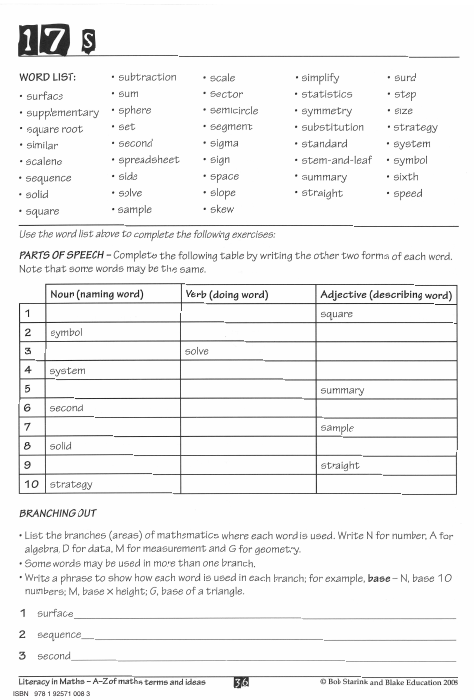 17 s
WORD LIST:
• surface
• supplementary
• square root
• similar
• scalene
• sequence
• solid
• square
• subtraction
• sum
• sphere
• set
• second
• spreadsheet
• side
• solve
• sample
• scale
• sector
• semicircle
• segment
• sigma
• sign
• space
• slope
• skew
• simplify
• statistics
• symmetry
• substitution
• standard
• stem-and-leaf
• summary
• straight
• surd
• step
• size
• strategy
• system
• symbol
• sixth
• speed
Use the word list above to complete the following exercises:
PARTS OF SPEECH – Complete the following table by writing the other two forms of each word.
Note that some words may be the same.
Noun (naming word) Verb (doing word) Adjective (describing word)
1 square
2 symbol
3 solve
4 system
5 summary
6 second
7 sample
8 solid
9 straight
10 strategy
BRANCHING OUT
• List the branches (areas) of mathematics where each word is used. Write N for number, A for
algebra, D for data, M for measurement and G for geometry.
• Some words may be used in more than one branch.
• Write a phrase to show how each word is used in each branch; for example, base – N, base 10
numbers; M, base x height; G, base of a triangle.
1 surface
2 sequence
3 second
Literacy in Maths – A-Z of maths terms and ideas 36 © Bob Starink and Blake Education 2005
ISBN 978 1 92571 008 3